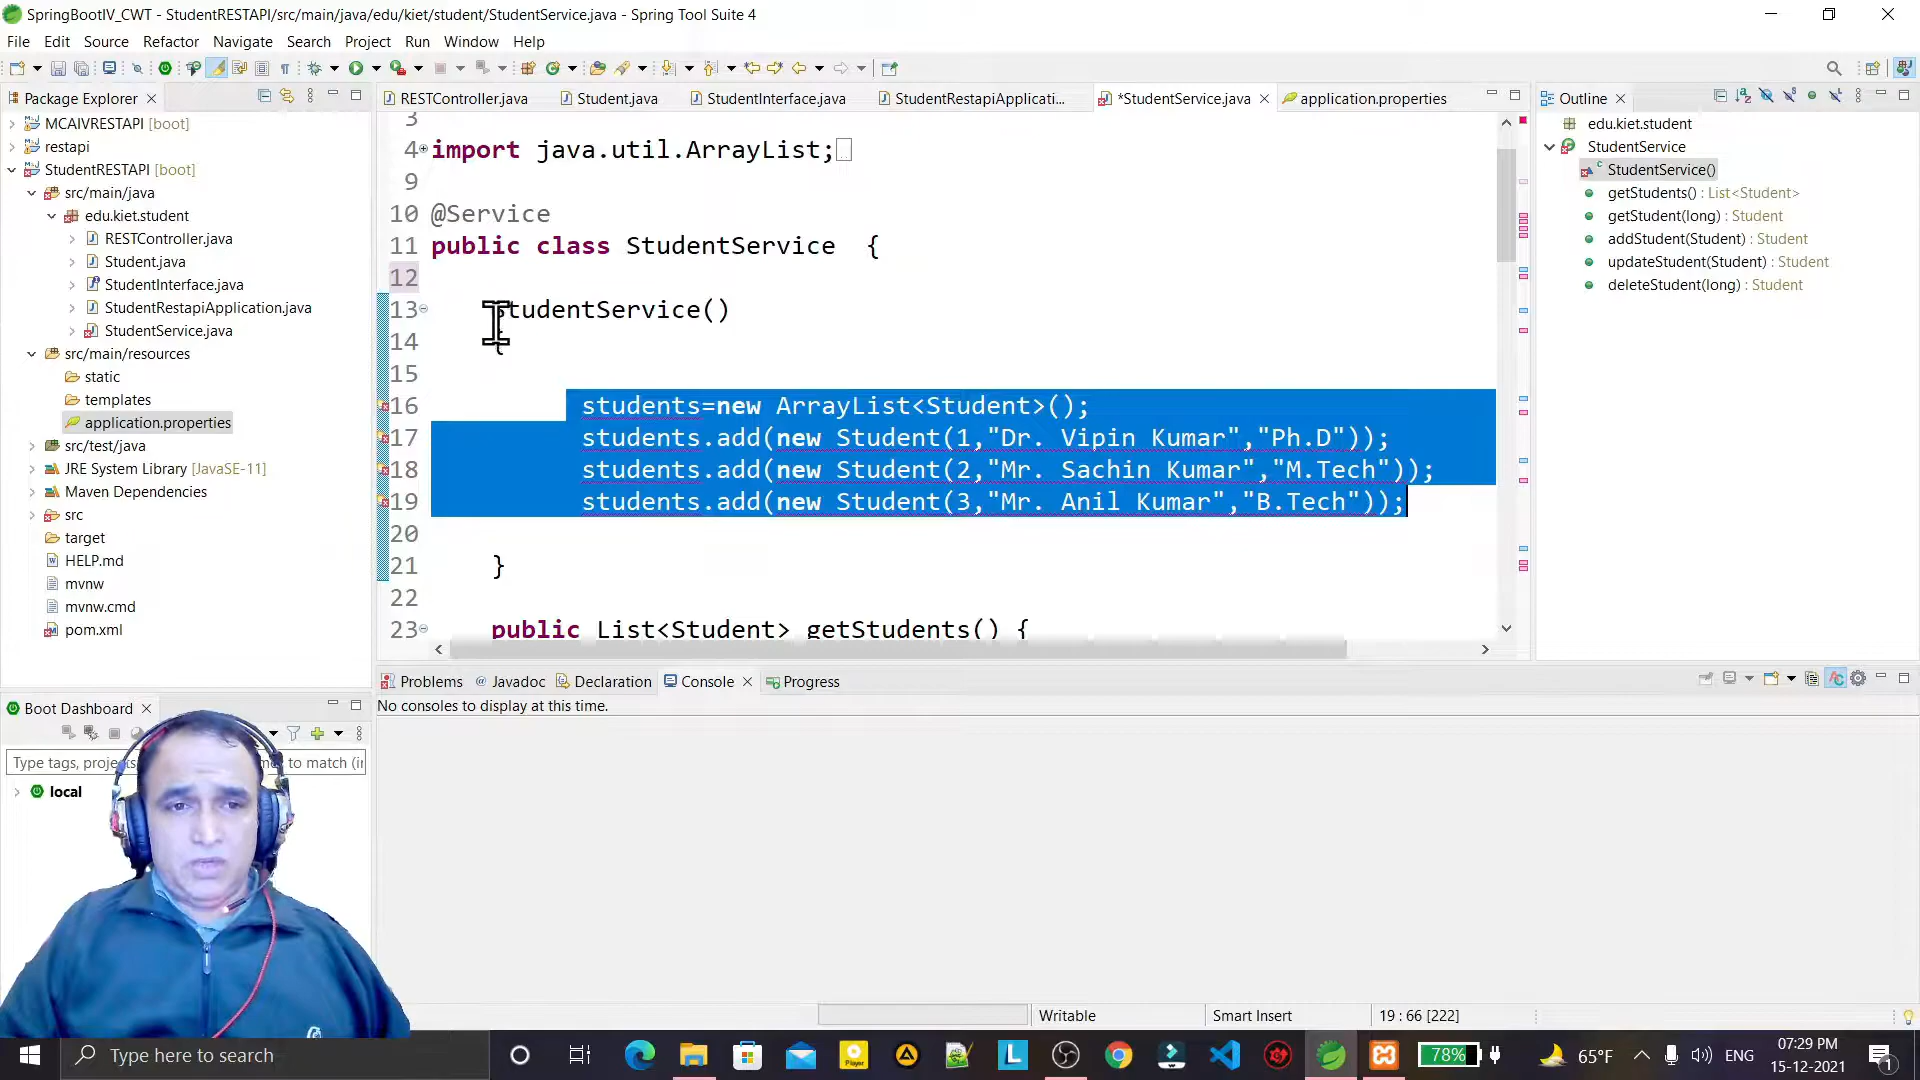 SpringBootIV_CWT - StudentRESTAPI/src/main/java/edu/kiet/student/StudentService.java - Spring Tool Suite 4
File Edit Source Refactor Navigate Search Project Run Window Help
Package Explorer
MCAIVRESTAPI [boot]
restapi
StudentRESTAPI [boot]
src/main/java
edu.kiet.student
RESTController.java
Student.java
StudentInterface.java
StudentRestapiApplication.java
StudentService.java
src/main/resources
static
templates
application.properties
src/test/java
JRE System Library [JavaSE-11]
Maven Dependencies
src
target
HELP.md
mvnw
mvnw.cmd
pom.xml
RESTController.java Student.java StudentInterface.java StudentRestapiApplicati... *StudentService.java application.properties
3
4 import java.util.ArrayList;
9
10 @Service
11 public class StudentService {
12
13 StudentService()
14 {
15
16 students=new ArrayList<Student>();
17 students.add(new Student(1,"Dr. Vipin Kumar","Ph.D"));
18 students.add(new Student(2,"Mr. Sachin Kumar","M.Tech"));
19 students.add(new Student(3,"Mr. Anil Kumar","B.Tech"));
20
21 }
22
23 public List<Student> getStudents() {
Outline
edu.kiet.student
StudentService
StudentService()
getStudents() : List<Student>
getStudent(long) : Student
addStudent(Student) : Student
updateStudent(Student) : Student
deleteStudent(long) : Student
Problems @ Javadoc Declaration Console Progress
No consoles to display at this time.
Boot Dashboard
Type tags, projects to match (in
local
Writable Smart Insert 19 : 66 [222]
Type here to search
78% 65°F ENG 07:29 PM
15-12-2021
1